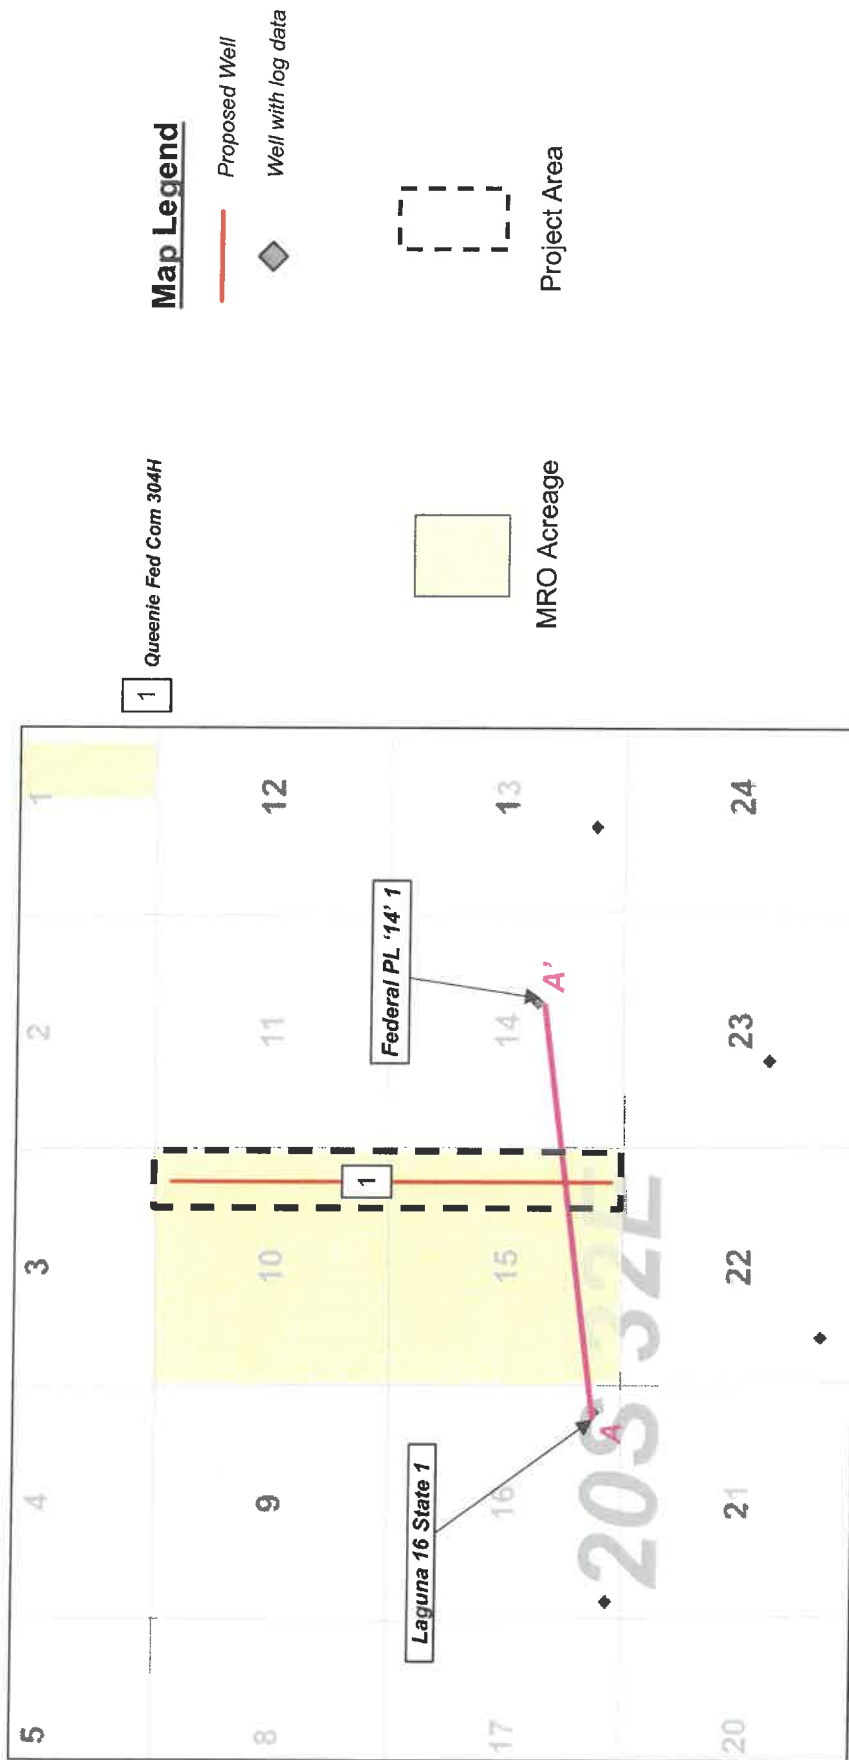 5
4
3
2
1
8
9
10
11
12
17
16
15
14
13
20
21
22
23
24
20S 32E
1
Laguna 16 State 1
Federal PL '14' 1
A
A'
1 Queenie Fed Com 304H
MRO Acreage
Map Legend
Proposed Well
Well with log data
Project Area